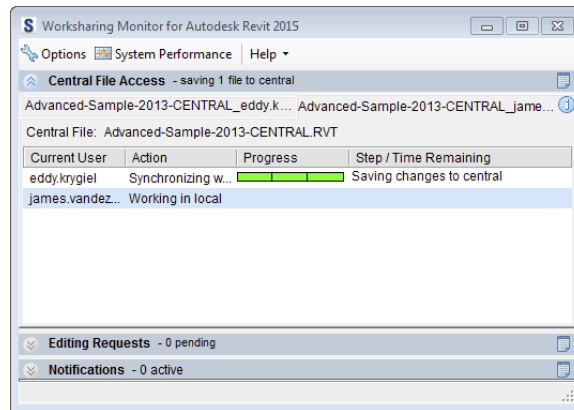 S Worksharing Monitor for Autodesk Revit 2015
Options System Performance Help
Central File Access - saving 1 file to central
Advanced-Sample-2013-CENTRAL_eddy.k... Advanced-Sample-2013-CENTRAL_jame...
Central File: Advanced-Sample-2013-CENTRAL.RVT
Current User Action Progress Step / Time Remaining
eddy.krygiel Synchronizing w... Saving changes to central
james.vandez... Working in local
Editing Requests - 0 pending
Notifications - 0 active